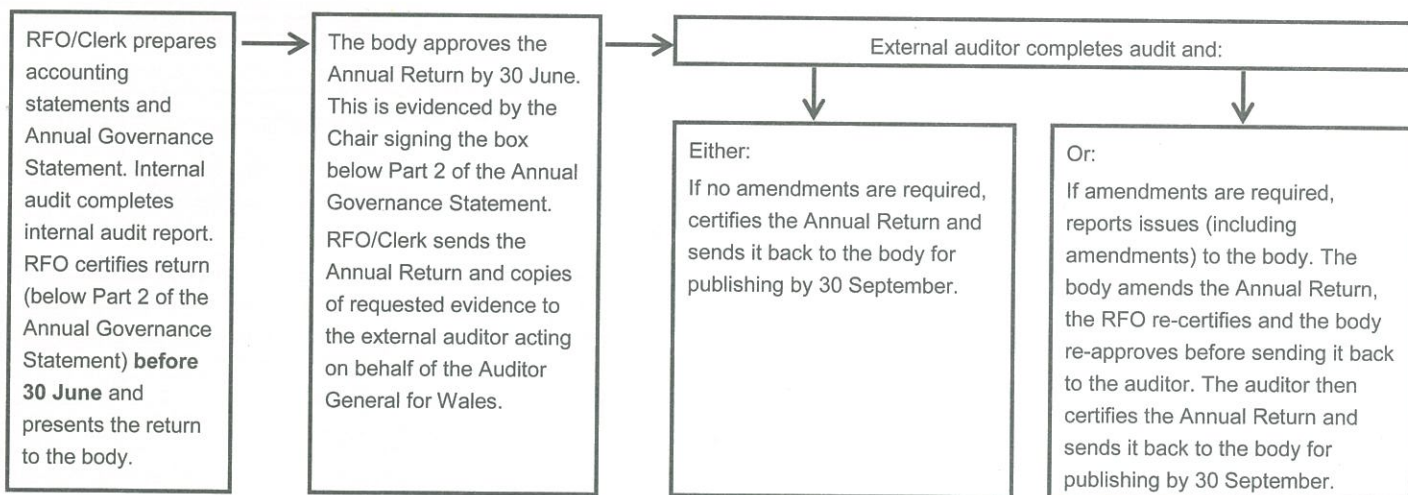 RFO/Clerk prepares
accounting
statements and
Annual Governance
Statement. Internal
audit completes
internal audit report.
RFO certifies return
(below Part 2 of the
Annual Governance
Statement) before
30 June and
presents the return
to the body.
The body approves the
Annual Return by 30 June.
This is evidenced by the
Chair signing the box
below Part 2 of the Annual
Governance Statement.
RFO/Clerk sends the
Annual Return and copies
of requested evidence to
the external auditor acting
on behalf of the Auditor
General for Wales.
External auditor completes audit and:
Either:
If no amendments are required,
certifies the Annual Return and
sends it back to the body for
publishing by 30 September.
Or:
If amendments are required,
reports issues (including
amendments) to the body. The
body amends the Annual Return,
the RFO re-certifies and the body
re-approves before sending it back
to the auditor. The auditor then
certifies the Annual Return and
sends it back to the body for
publishing by 30 September.